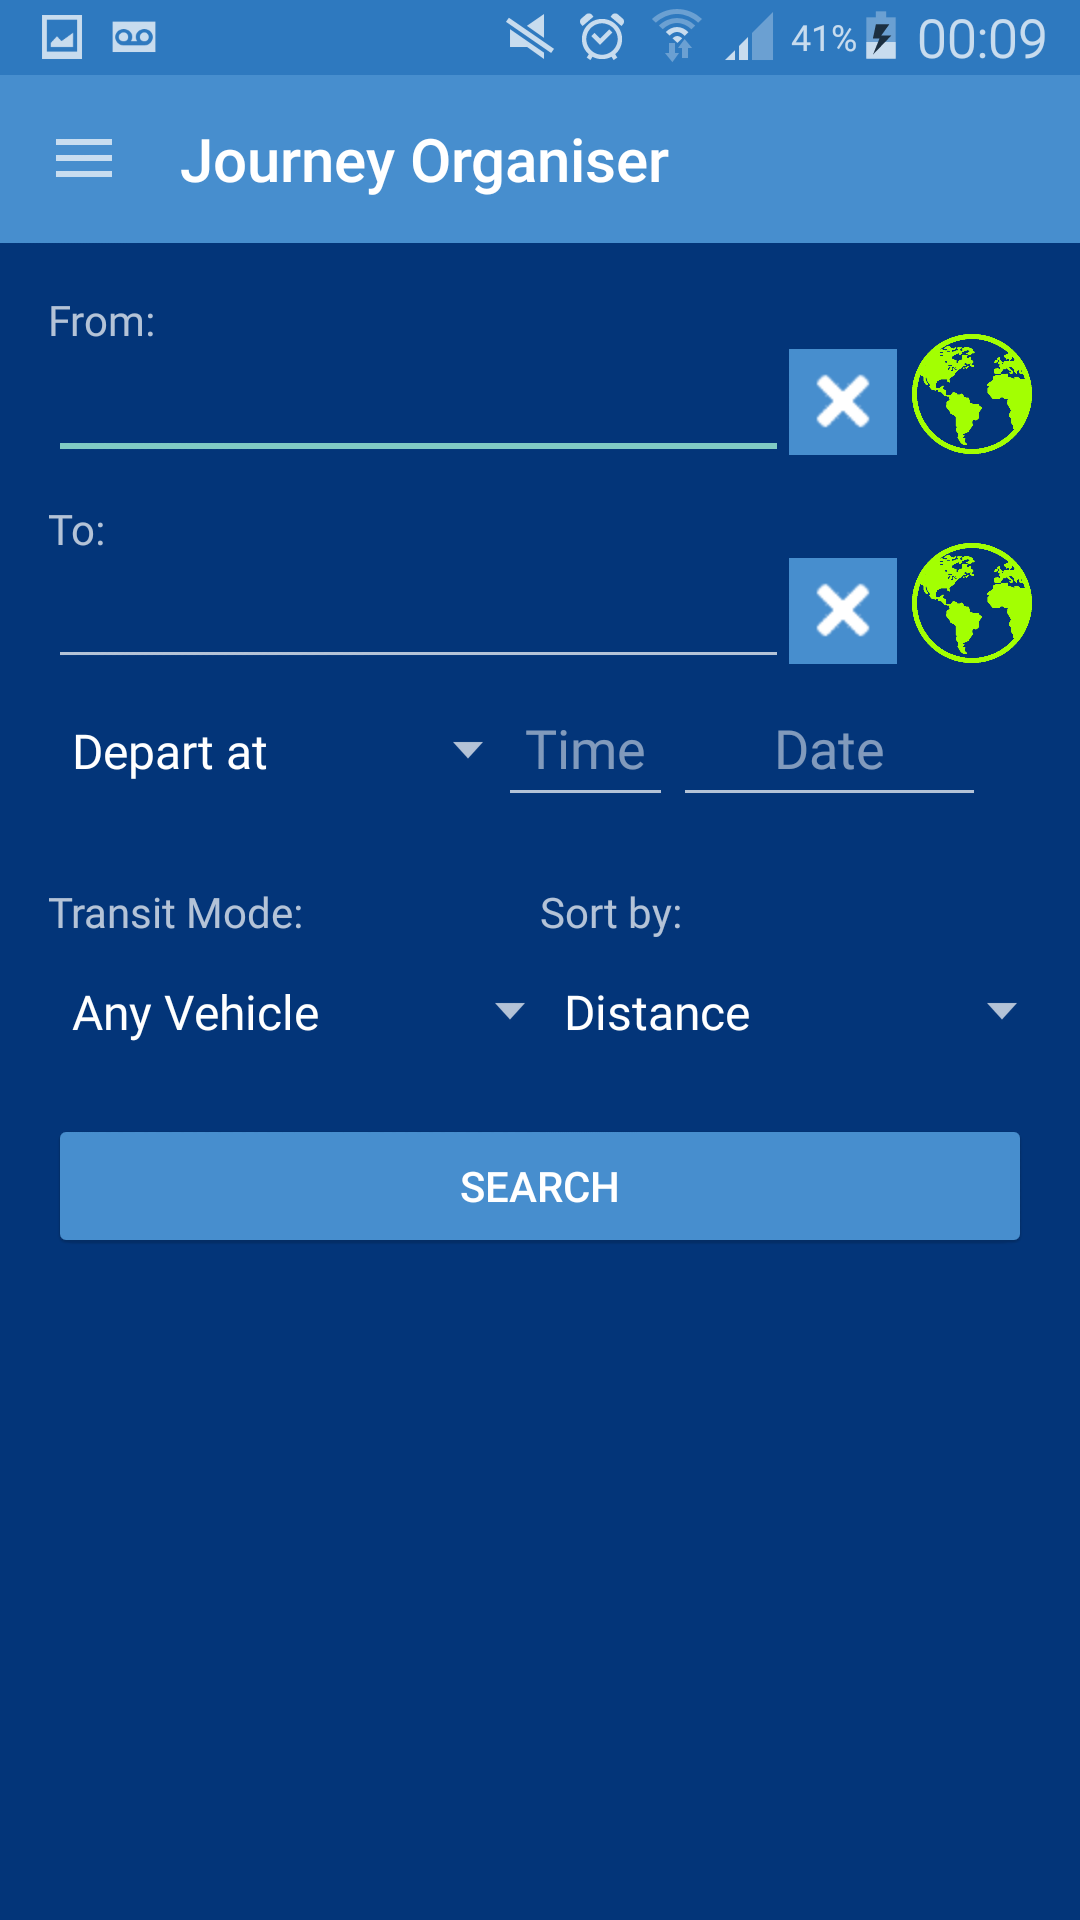 41% 00:09
Journey Organiser
From:
To:
Depart at Time Date
Transit Mode: Sort by:
Any Vehicle Distance
SEARCH